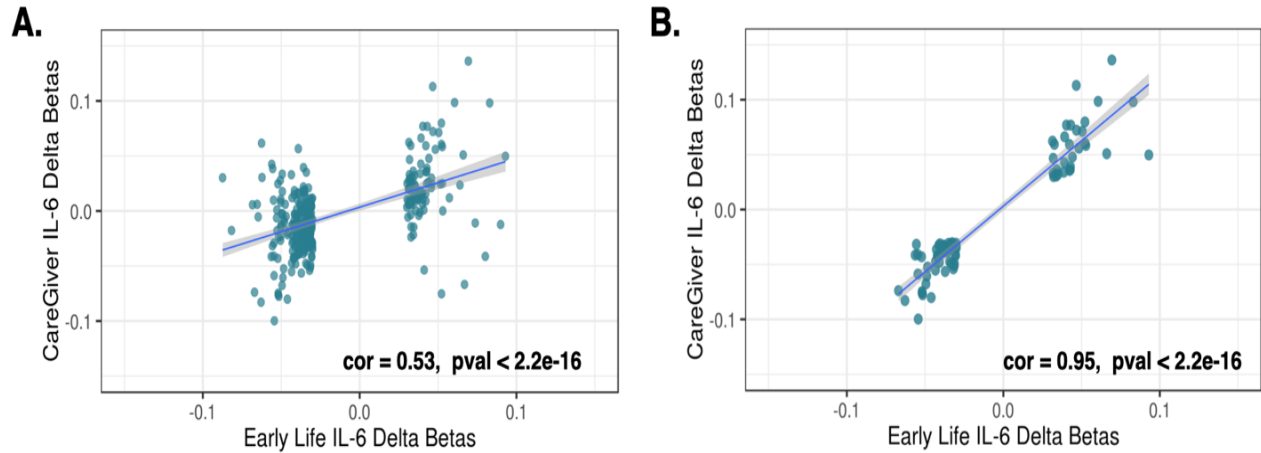 A.
CareGiver IL-6 Delta Betas
0.1
0.0
-0.1
cor = 0.53, pval < 2.2e-16
-0.1
0.0
0.1
Early Life IL-6 Delta Betas
B.
CareGiver IL-6 Delta Betas
0.1
0.0
-0.1
cor = 0.95, pval < 2.2e-16
-0.1
0.0
0.1
Early Life IL-6 Delta Betas